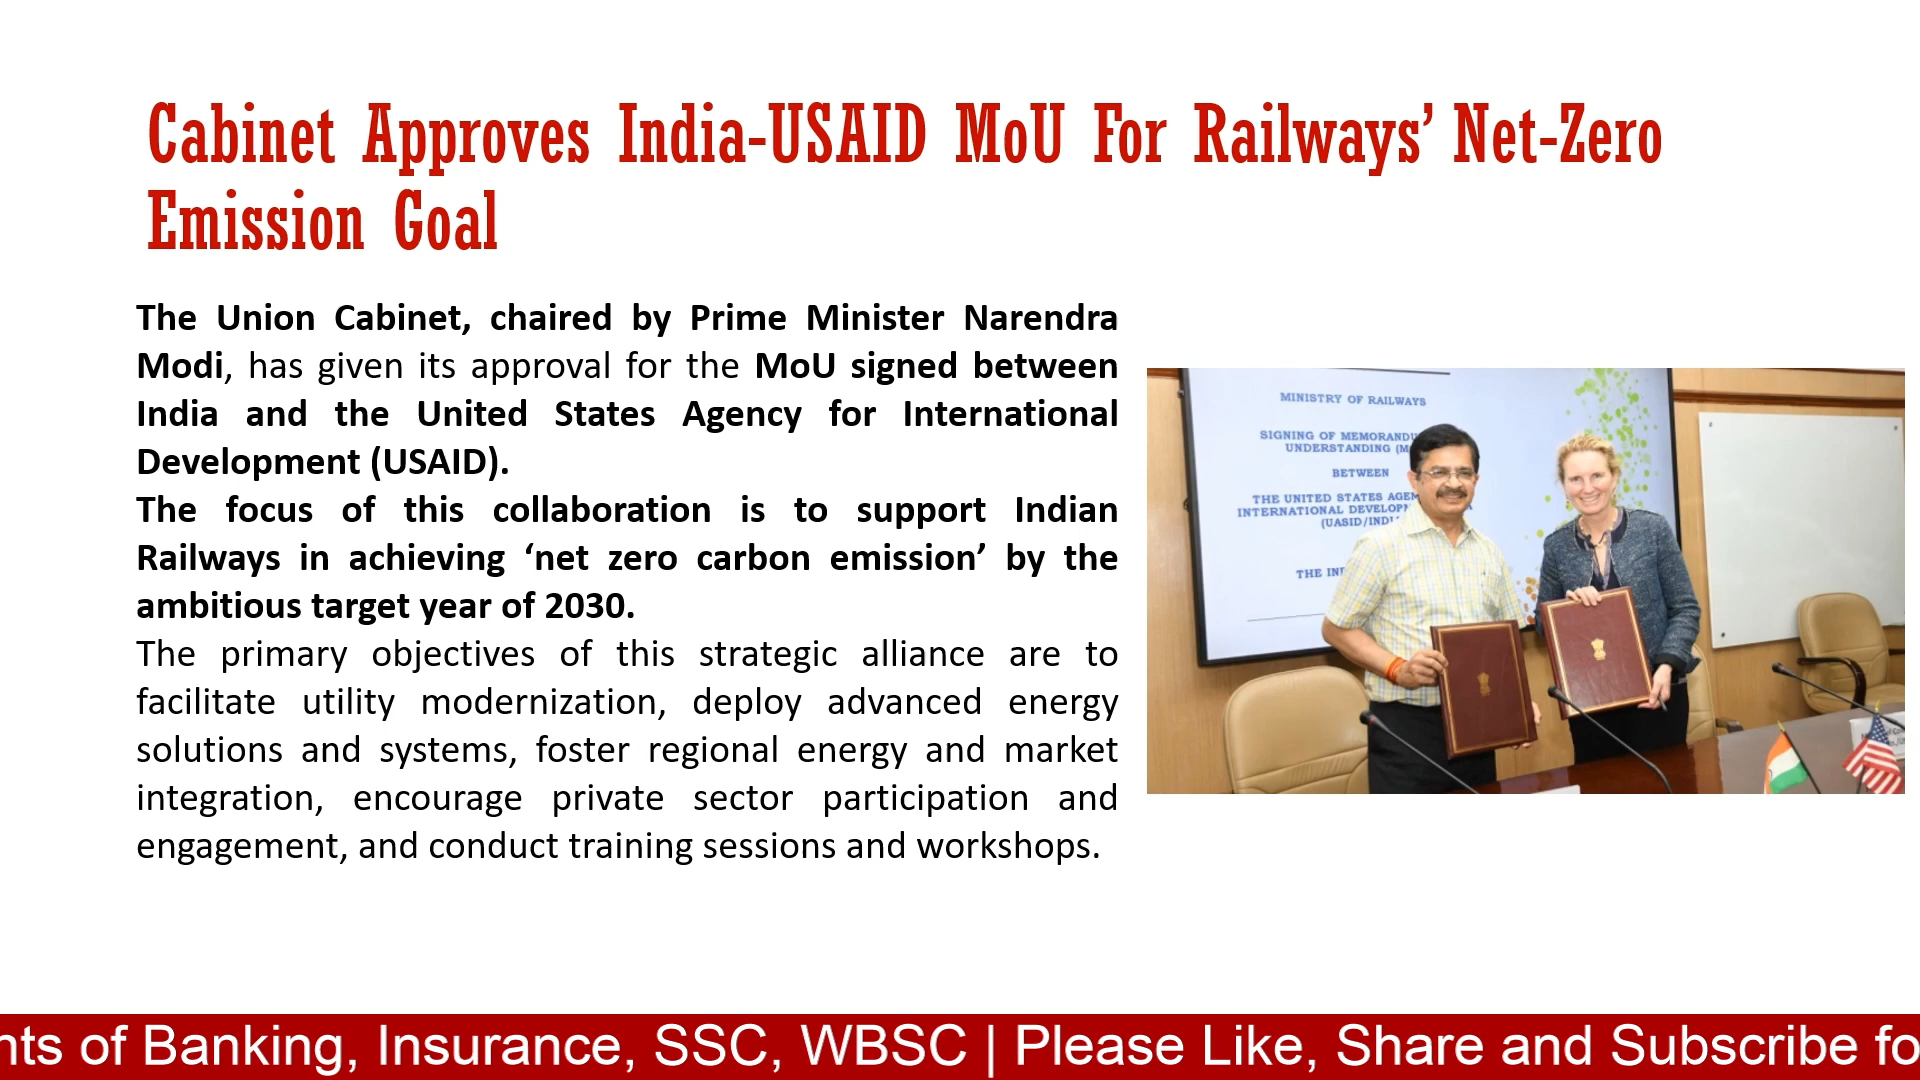 Cabinet Approves India-USAID MoU For Railways’ Net-Zero
Emission Goal
The Union Cabinet, chaired by Prime Minister Narendra
Modi, has given its approval for the MoU signed between
India and the United States Agency for International
Development (USAID).
The focus of this collaboration is to support Indian
Railways in achieving ‘net zero carbon emission’ by the
ambitious target year of 2030.
The primary objectives of this strategic alliance are to
facilitate utility modernization, deploy advanced energy
solutions and systems, foster regional energy and market
integration, encourage private sector participation and
engagement, and conduct training sessions and workshops.
MINISTRY OF RAILWAYS
SIGNING OF
UNDERSTANDING
BETWEEN
THE UNITED STATES
INTERNATIONAL
(UASID/INDI
THE
nts of Banking, Insurance, SSC, WBSC | Please Like, Share and Subscribe fo